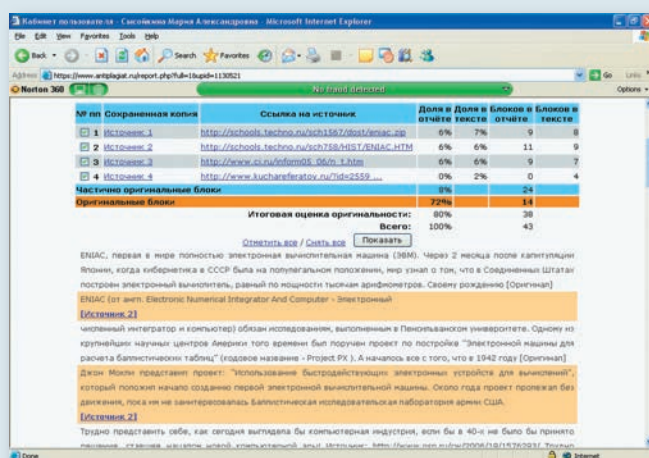 Кабинет пользователя - Сысойкина Мария Александровна - Microsoft Internet Explorer
File Edit View Favorites Tools Help
Back Search Favorites
Address https://www.antiplagiat.ru/report.php?full=1&apid=1130521 Go Links
Norton 360 No fraud detected Options
№ пп Сохраненная копия Ссылка на источник Доля в отчёте Доля в тексте Блоков в отчёте Блоков в тексте
1 Источник 1 http://schools.techno.ru/sch1567/dost/eniac.zip 6% 7% 9 8
2 Источник 2 http://schools.techno.ru/sch758/HIST/ENIAC.HTM 6% 6% 11 9
3 Источник 3 http://www.ci.ru/inform05_06/n_t.htm 6% 6% 9 7
4 Источник 4 http://www.kuchareferatov.ru/?id=2559 ... 0% 2% 0 4
Частично оригинальные блоки 8% 24
Оригинальные блоки 72% 14
Итоговая оценка оригинальности: 80% 38
Всего: 100% 43
Отметить все / Снять все Показать
ENIAC, первая в мире полностью электронная вычислительная машина (ЭВМ). Через 2 месяца после капитуляции
Японии, когда кибернетика в СССР была на полулегальном положении, мир узнал о том, что в Соединенных Штатах
построен электронный вычислитель, равный по мощности тысячам арифмометров. Своему рождению [Оригинал]
ENIAC (от англ. Electronic Numerical Integrator And Computer - Электронный
[Источник 2]
численный интегратор и компьютер) обязан исследованиям, выполненным в Пенсильванском университете. Одному из
крупнейших научных центров Америки того времени был поручен проект по постройке "Электронной машины для
расчета баллистических таблиц" (кодовое название - Project PX ). А началось все с того, что в 1942 году [Оригинал]
Джон Мокли представил проект: "Использование быстродействующих электронных устройств для вычислений",
который положил начало созданию первой электронной вычислительной машины. Около года проект пролежал без
движения, пока им не заинтересовалась Баллистическая исследовательская лаборатория армии США.
[Источник 2]
Трудно представить себе, как сегодня выглядела бы компьютерная индустрия, если бы в 40-х не было бы принято
Done Internet